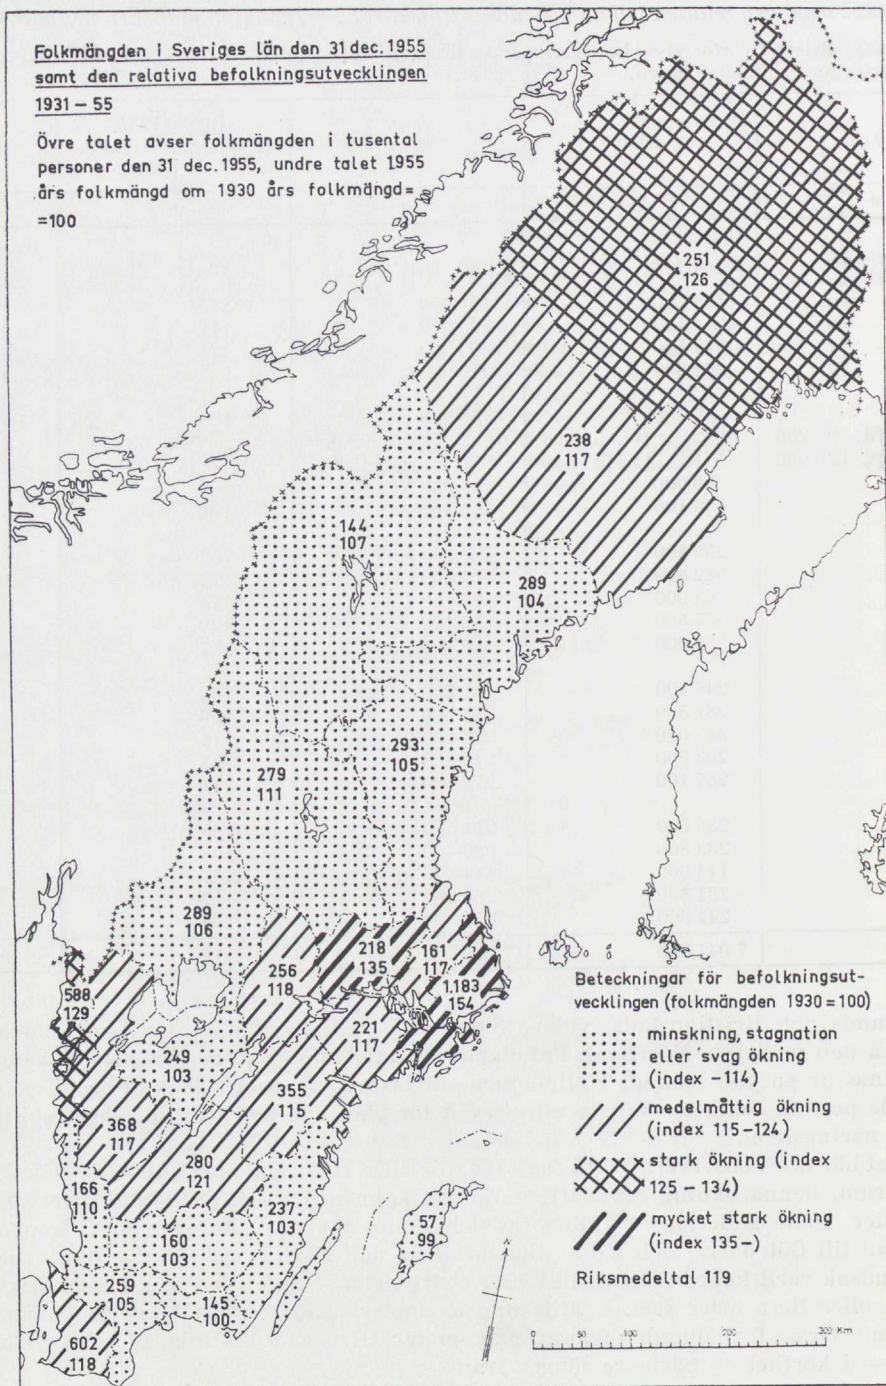 Folkmängden i Sveriges län den 31 dec. 1955
samt den relativa befolkningsutvecklingen
1931 – 55
Övre talet avser folkmängden i tusental
personer den 31 dec. 1955, undre talet 1955
års folkmängd om 1930 års folkmängd=
=100
251
126
238
117
144
107
289
104
293
105
279
111
289
106
218
135
161
117
256
118
1.183
154
588
129
221
117
249
103
355
115
368
117
280
121
166
110
237
103
57
99
160
103
259
105
145
100
602
118
Beteckningar för befolkningsut-
vecklingen (folkmängden 1930 = 100)
minskning, stagnation
eller svag ökning
(index –114)
medelmåttig ökning
(index 115–124)
stark ökning (index
125 – 134)
mycket stark ökning
(index 135–)
Riksmedeltal 119
0 50 100 200 300 Km